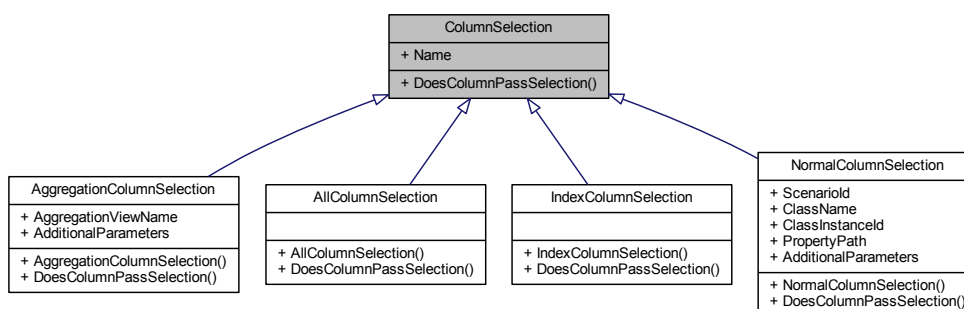 ColumnSelection
+ Name
+ DoesColumnPassSelection()
AggregationColumnSelection
+ AggregationViewName
+ AdditionalParameters
+ AggregationColumnSelection()
+ DoesColumnPassSelection()
AllColumnSelection
+ AllColumnSelection()
+ DoesColumnPassSelection()
IndexColumnSelection
+ IndexColumnSelection()
+ DoesColumnPassSelection()
NormalColumnSelection
+ ScenarioId
+ ClassName
+ ClassInstanceId
+ PropertyPath
+ AdditionalParameters
+ NormalColumnSelection()
+ DoesColumnPassSelection()